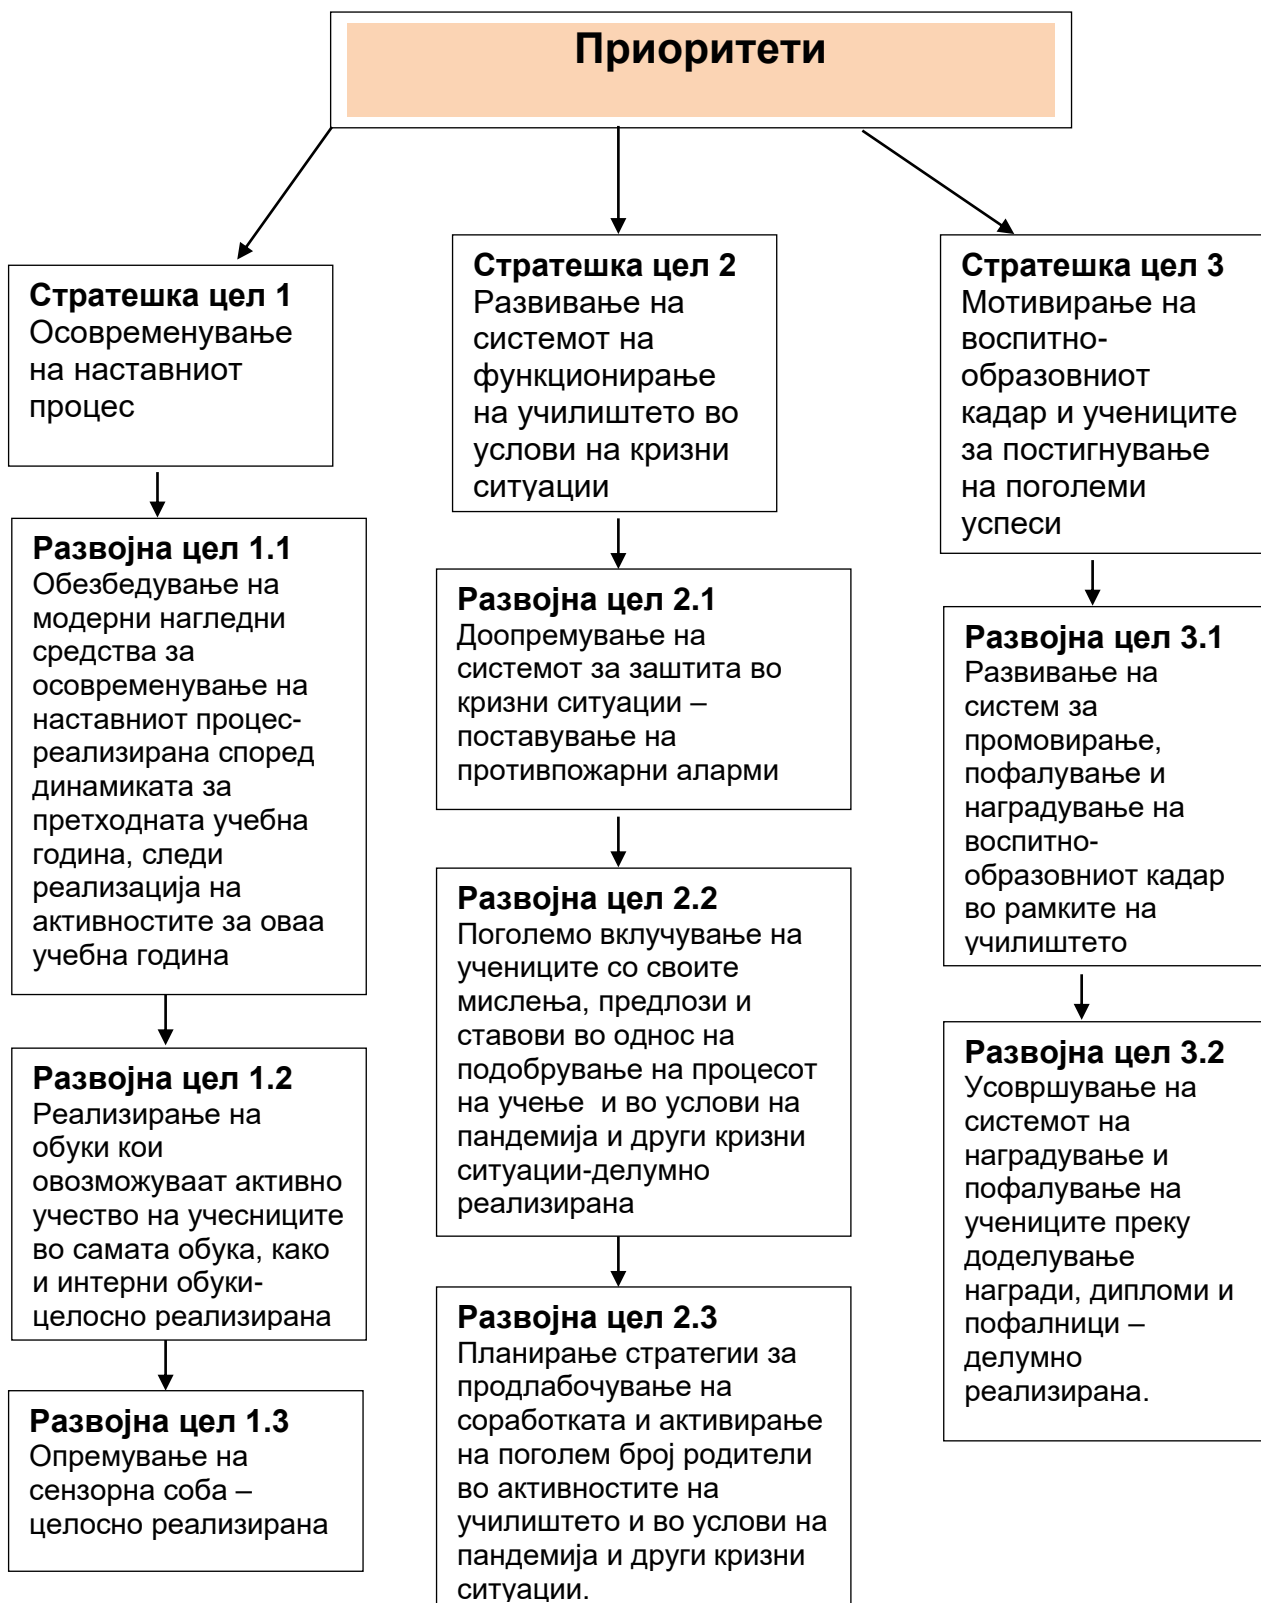 Приоритети
Стратешка цел 1
Осовременување
на наставниот
процес
Развојна цел 1.1
Обезбедување на
модерни нагледни
средства за
осовременување на
наставниот процес-
реализирана според
динамиката за
претходната учебна
година, следи
реализација на
активностите за оваа
учебна година
Развојна цел 1.2
Реализирање на
обуки кои
овозможуваат активно
учество на учесниците
во самата обука, како
и интерни обуки-
целосно реализирана
Развојна цел 1.3
Опремување на
сензорна соба –
целосно реализирана
Стратешка цел 2
Развивање на
системот на
функционирање
на училиштето во
услови на кризни
ситуации
Развојна цел 2.1
Доопремување на
системот за заштита во
кризни ситуации –
поставување на
противпожарни аларми
Развојна цел 2.2
Поголемо вклучување на
учениците со своите
мислења, предлози и
ставови во однос на
подобрување на процесот
на учење  и во услови на
пандемија и други кризни
ситуации-делумно
реализирана
Развојна цел 2.3
Планирање стратегии за
продлабочување на
соработката и активирање
на поголем број родители
во активностите на
училиштето и во услови на
пандемија и други кризни
ситуации.
Стратешка цел 3
Мотивирање на
воспитно-
образовниот
кадар и учениците
за постигнување
на поголеми
успеси
Развојна цел 3.1
Развивање на
систем за
промовирање,
пофалување и
наградување на
воспитно-
образовниот кадар
во рамките на
училиштето
Развојна цел 3.2
Усовршување на
системот на
наградување и
пофалување на
учениците преку
доделување
награди, дипломи и
пофалници –
делумно
реализирана.